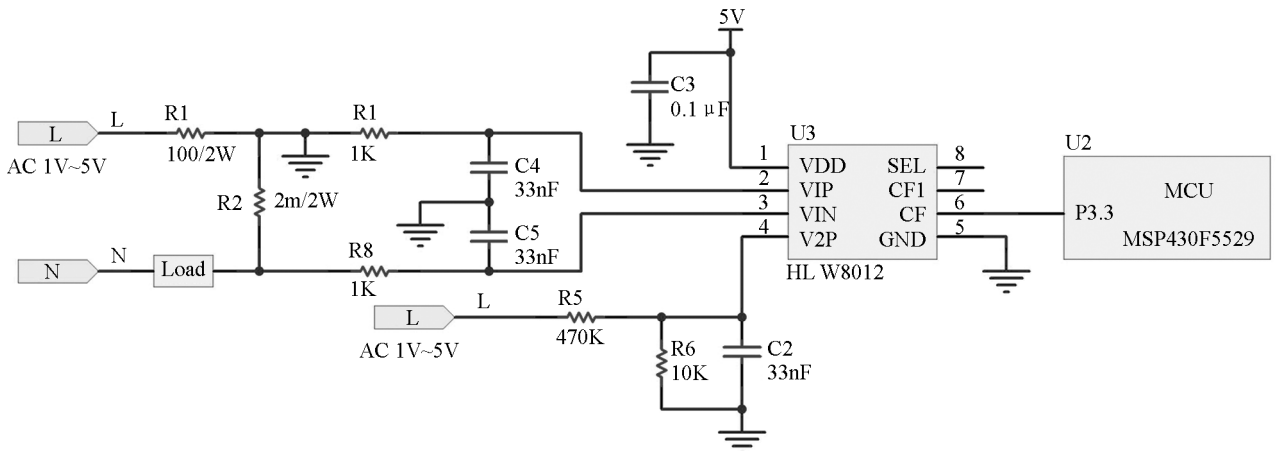 5V
C3
0.1 μF
L
L
AC 1V~5V
R1
100/2W
R1
1K
R2
2m/2W
C4
33nF
C5
33nF
N
N
Load
R8
1K
U3
1
2
3
4
VDD
VIP
VIN
V2P
SEL
CF1
CF
GND
8
7
6
5
HL W8012
U2
MCU
P3.3
MSP430F5529
L
L
AC 1V~5V
R5
470K
R6
10K
C2
33nF